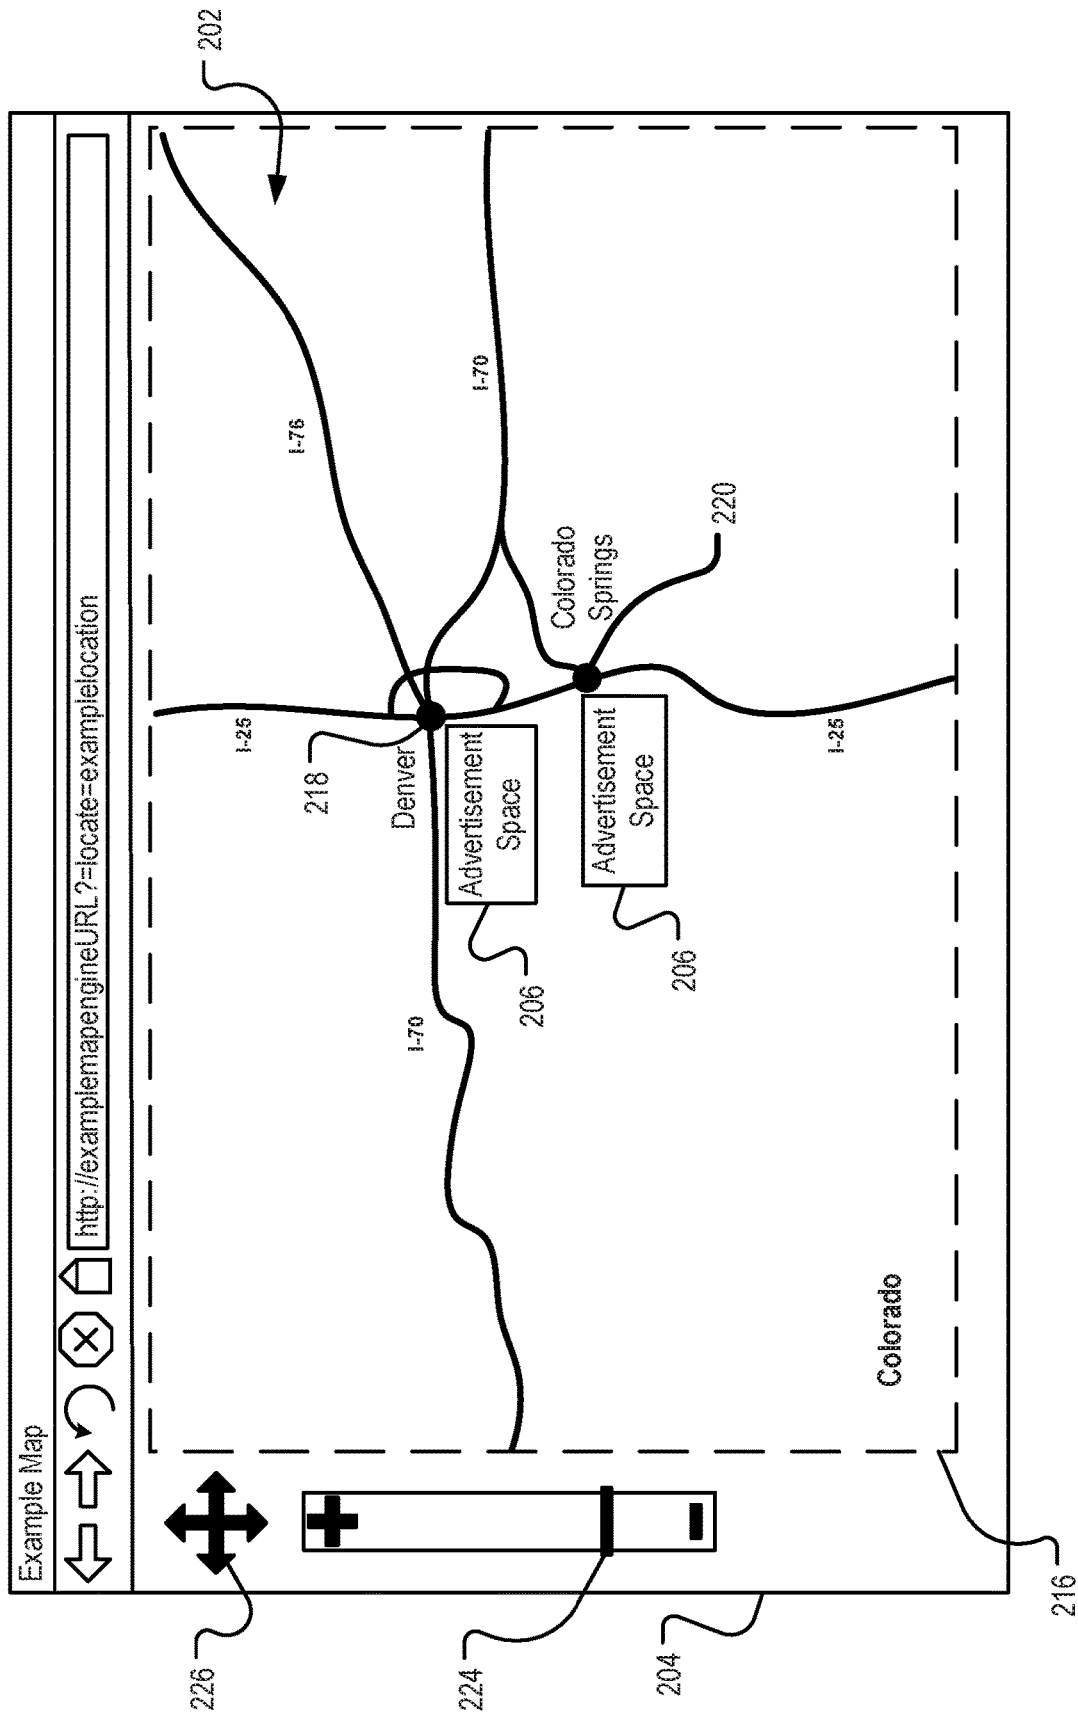 Example Map
http://examplemapengineURL?=locate=examplelocation
202
226
224
204
216
I-25
I-76
218
Denver
I-70
I-70
Advertisement
Space
206
Colorado
Springs
Advertisement
Space
206
220
I-25
Colorado